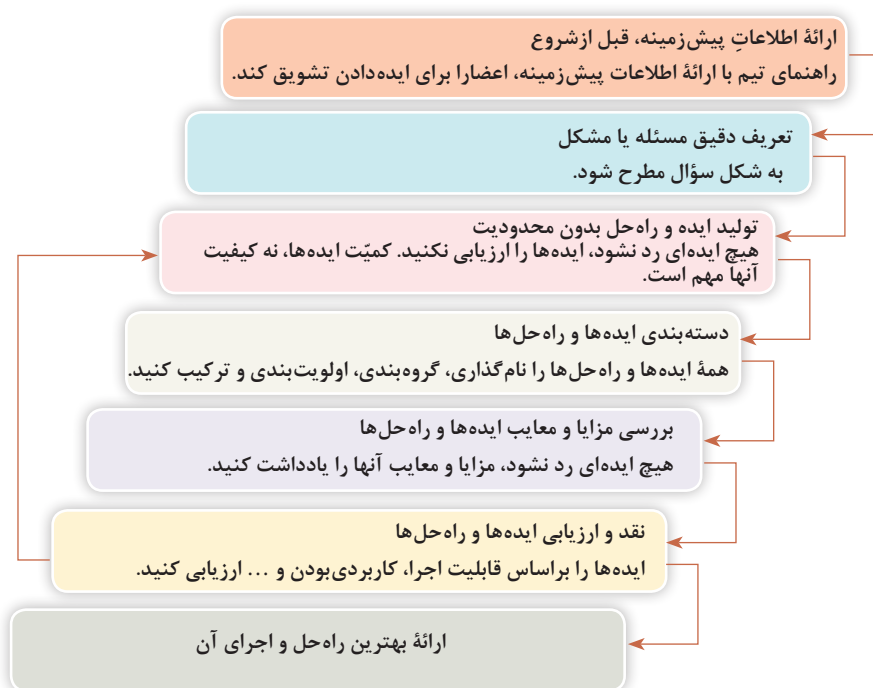 ارائهٔ اطلاعاتِ پیش‌زمینه، قبل ازشروع
راهنمای تیم با ارائهٔ اطلاعات پیش‌زمینه، اعضارا برای ایده‌دادن تشویق کند.
تعریف دقیق مسئله یا مشکل
به شکل سؤال مطرح شود.
تولید ایده و راه‌حل بدون محدودیت
هیچ ایده‌ای رد نشود، ایده‌ها را ارزیابی نکنید. کمیّت ایده‌ها، نه کیفیت
آنها مهم است.
دسته‌بندی ایده‌ها و راه‌حل‌ها
همهٔ ایده‌ها و راه‌حل‌ها را نام‌گذاری، گروه‌بندی، اولویت‌بندی و ترکیب کنید.
بررسی مزایا و معایب ایده‌ها و راه‌حل‌ها
هیچ ایده‌ای رد نشود، مزایا و معایب آنها را یادداشت کنید.
نقد و ارزیابی ایده‌ها و راه‌حل‌ها
ایده‌ها را براساس قابلیت اجرا، کاربردی‌بودن و ... ارزیابی کنید.
ارائهٔ بهترین راه‌حل و اجرای آن